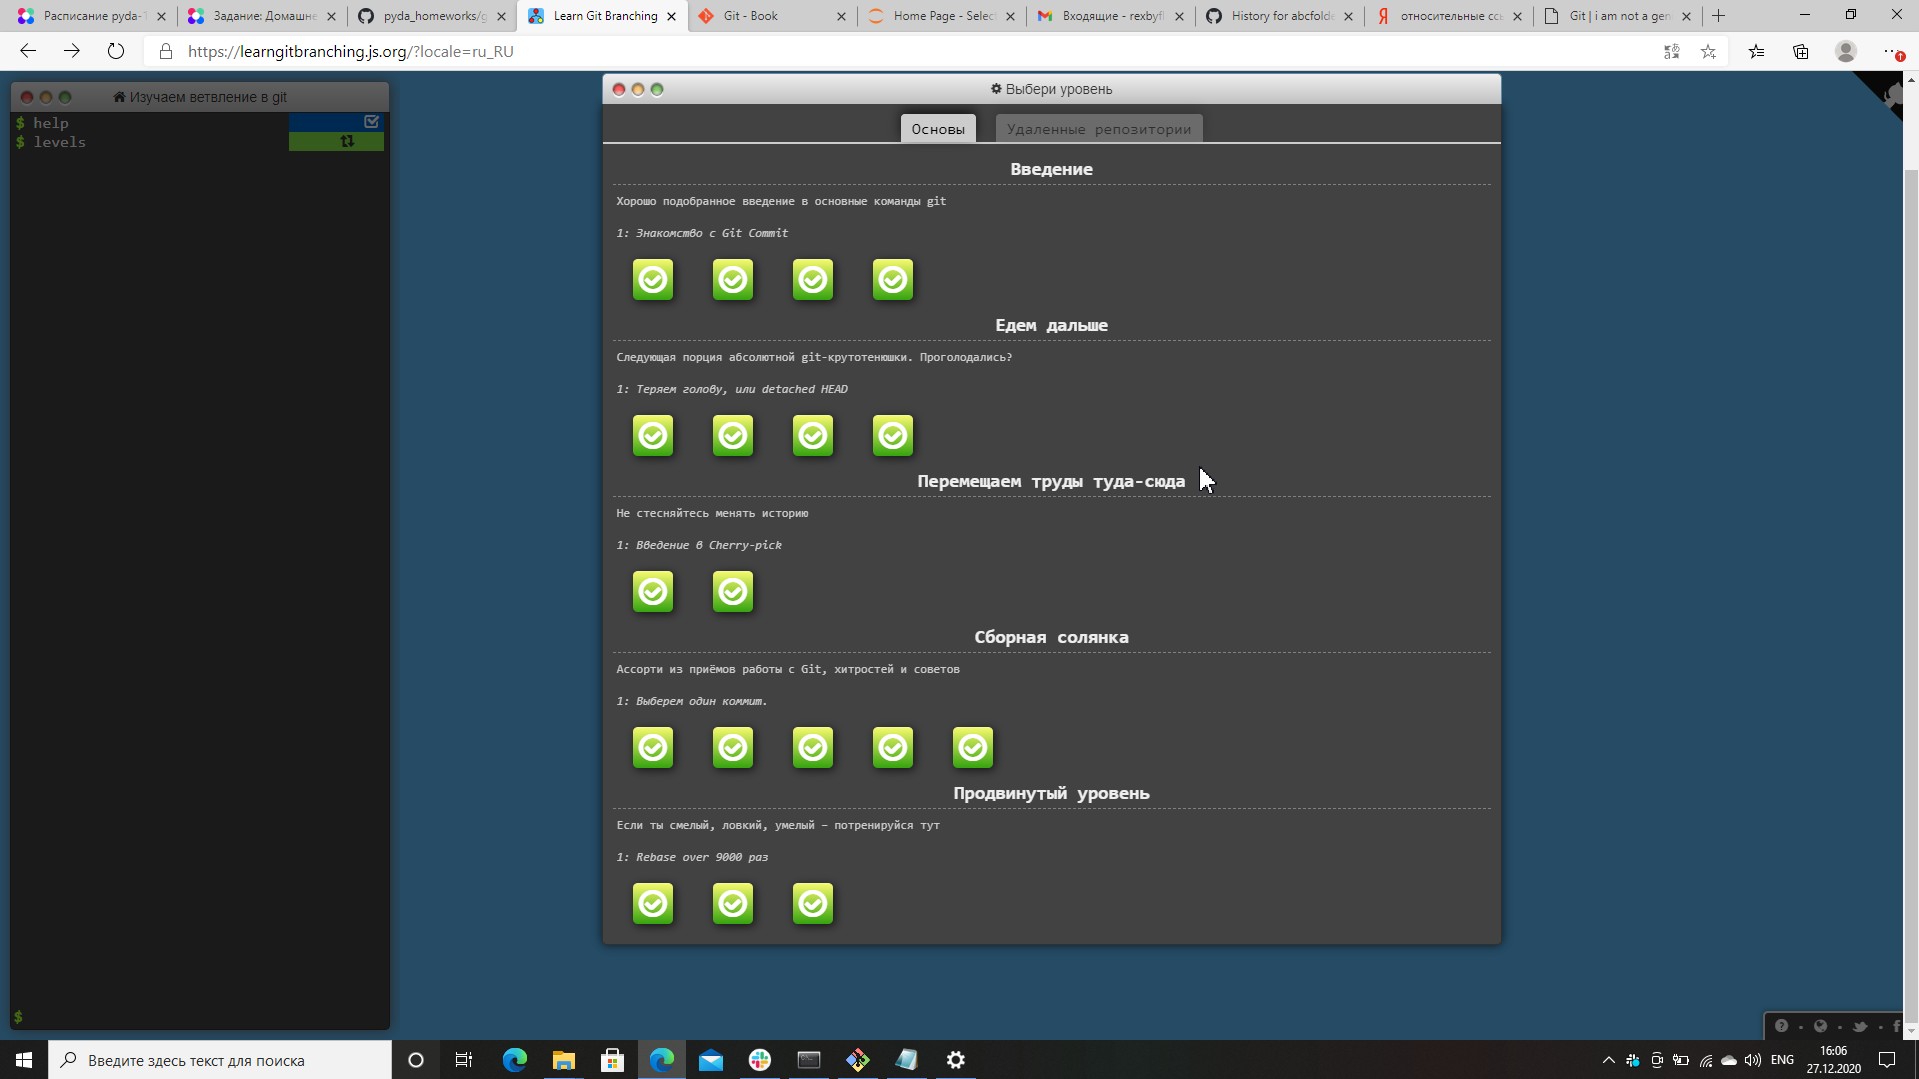 Расписание pyda-1
Задание: Домашне
pyda_homeworks/g
Learn Git Branching
Git - Book
Home Page - Select
Входящие - rexbyfl
History for abcfolde
Я относительные ссы
Git | i am not a gen
https://learngitbranching.js.org/?locale=ru_RU
Изучаем ветвление в git
$ help
$ levels
$
Выбери уровень
Основы
Удаленные репозитории
Введение
Хорошо подобранное введение в основные команды git
1: Знакомство с Git Commit
Едем дальше
Следующая порция абсолютной git-крутотенюшки. Проголодались?
1: Теряем голову, или detached HEAD
Перемещаем труды туда-сюда
Не стесняйтесь менять историю
1: Введение в Cherry-pick
Сборная солянка
Ассорти из приёмов работы с Git, хитростей и советов
1: Выберем один коммит.
Продвинутый уровень
Если ты смелый, ловкий, умелый – потренируйся тут
1: Rebase over 9000 раз
Введите здесь текст для поиска
ENG
16:06
27.12.2020